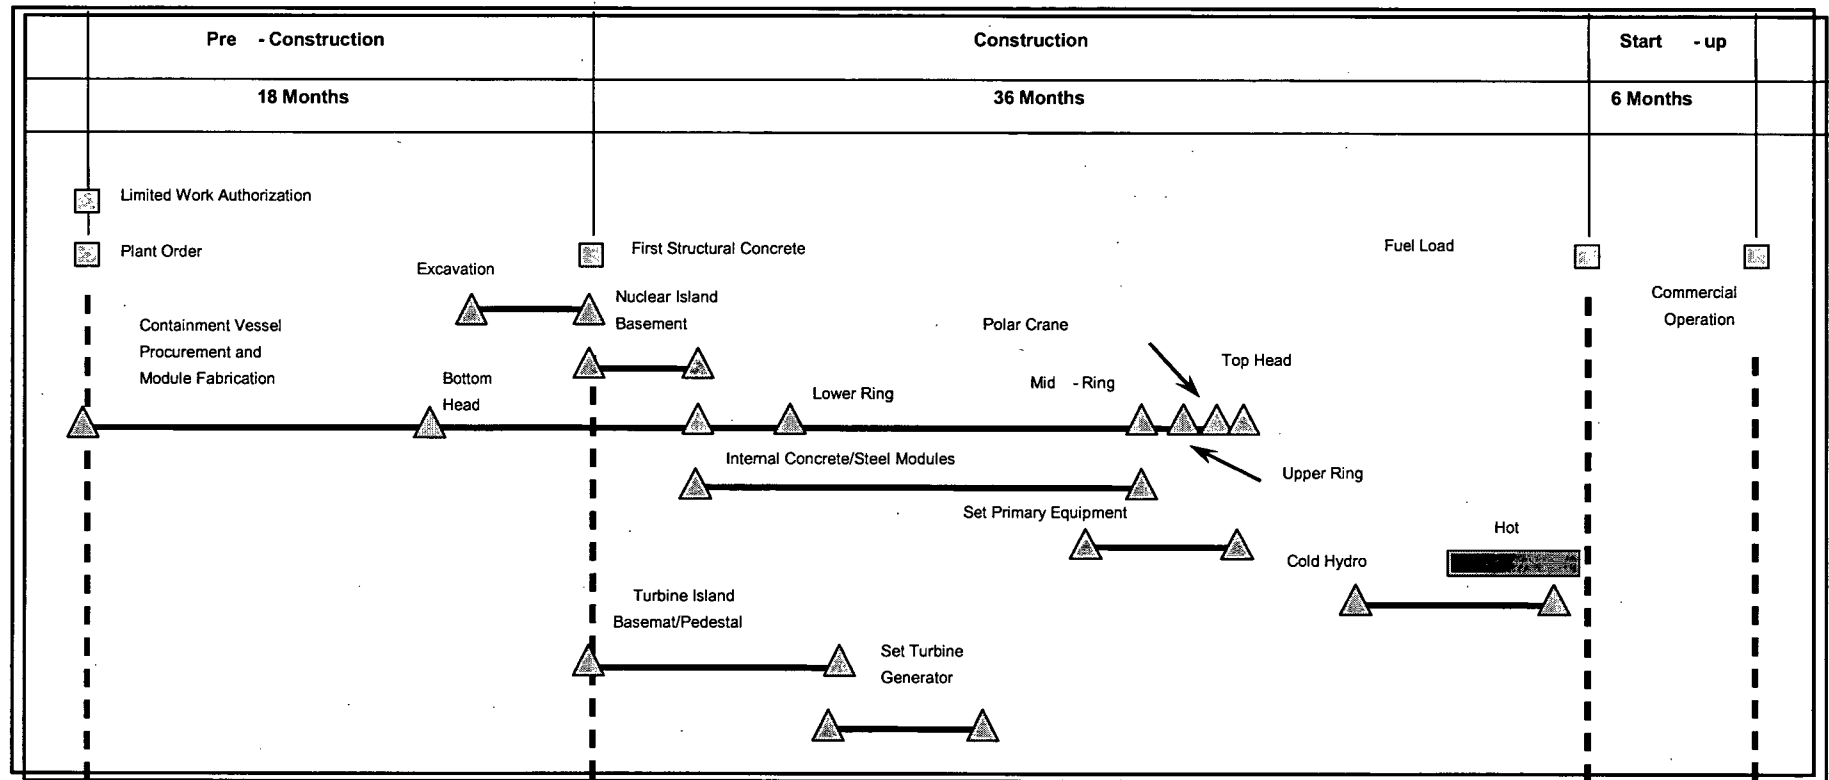 Pre - Construction
Construction
Start - up
18 Months
36 Months
6 Months
Limited Work Authorization
Plant Order
First Structural Concrete
Fuel Load
Excavation
Commercial
Operation
Nuclear Island
Basement
Containment Vessel
Procurement and
Module Fabrication
Polar Crane
Top Head
Bottom
Head
Lower Ring
Mid - Ring
Internal Concrete/Steel Modules
Upper Ring
Set Primary Equipment
Hot
Cold Hydro
Turbine Island
Basemat/Pedestal
Set Turbine
Generator